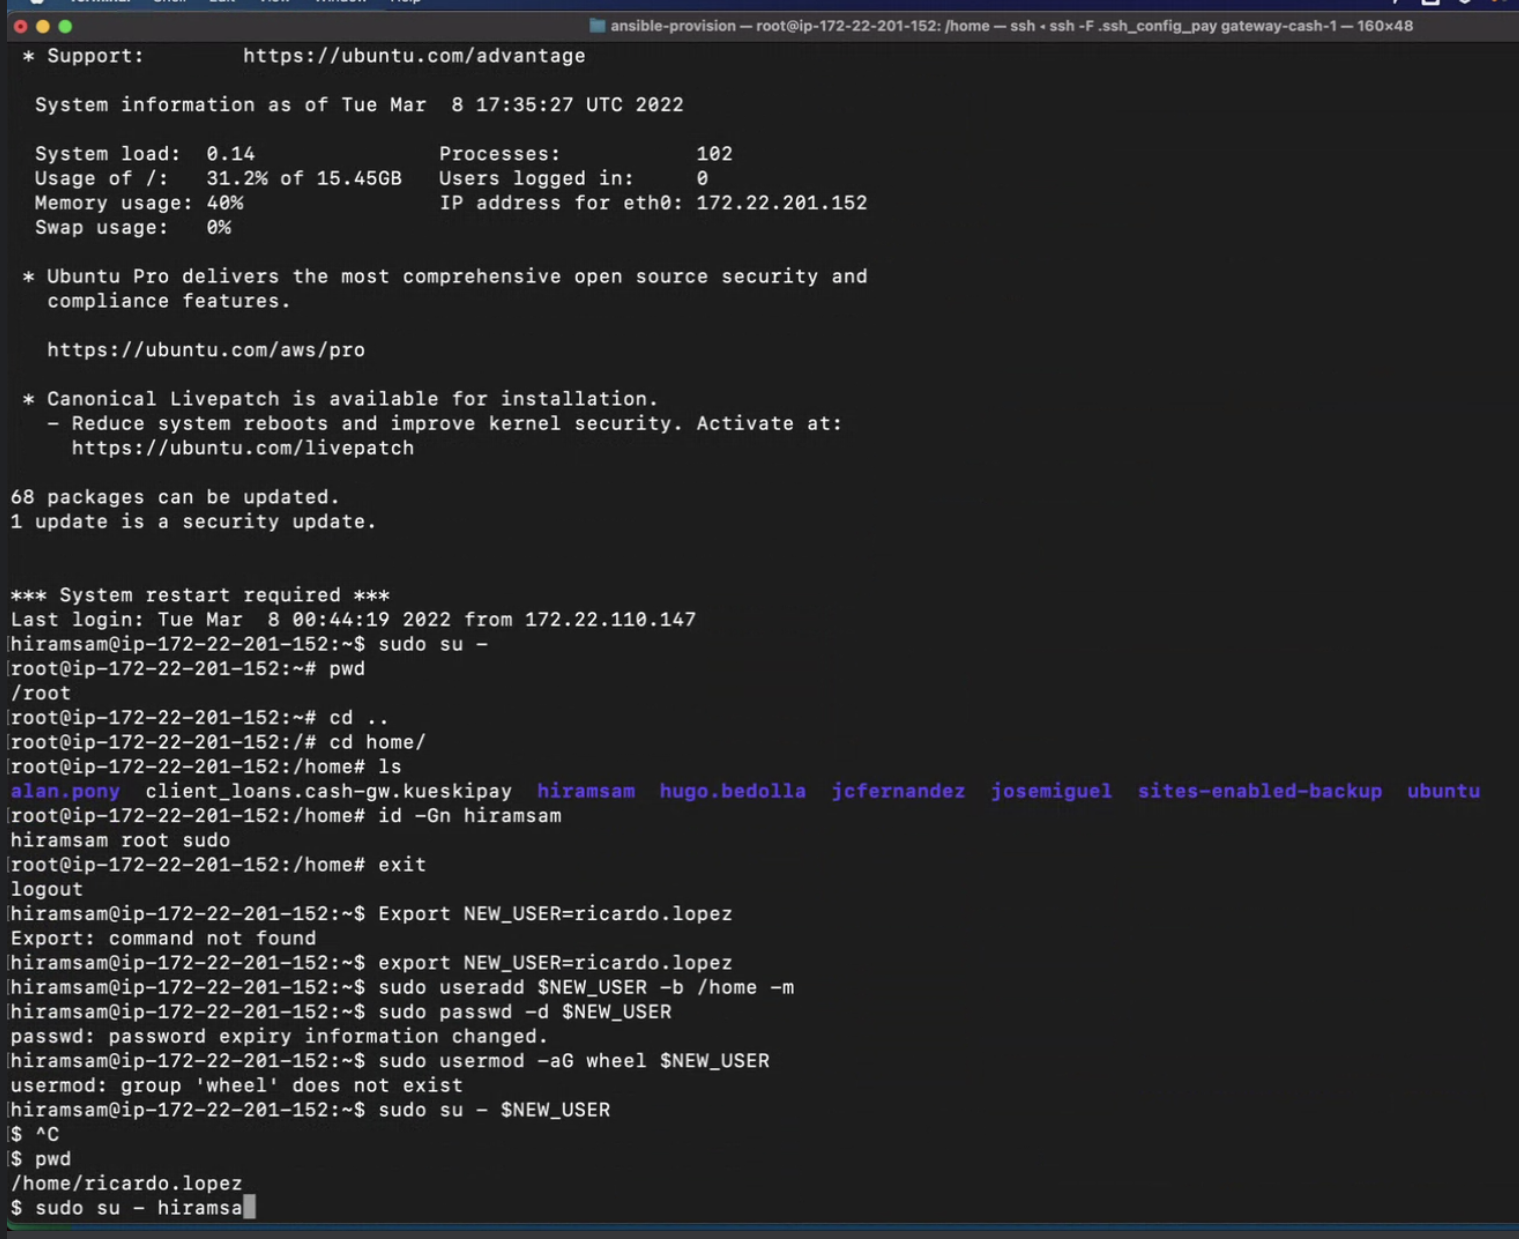 ansible-provision — root@ip-172-22-201-152: /home — ssh ◂ ssh -F .ssh_config_pay gateway-cash-1 — 160×48
* Support:        https://ubuntu.com/advantage
System information as of Tue Mar  8 17:35:27 UTC 2022
System load:  0.14               Processes:           102
Usage of /:   31.2% of 15.45GB   Users logged in:     0
Memory usage: 40%                IP address for eth0: 172.22.201.152
Swap usage:   0%
* Ubuntu Pro delivers the most comprehensive open source security and
compliance features.
https://ubuntu.com/aws/pro
* Canonical Livepatch is available for installation.
- Reduce system reboots and improve kernel security. Activate at:
https://ubuntu.com/livepatch
68 packages can be updated.
1 update is a security update.
*** System restart required ***
Last login: Tue Mar  8 00:44:19 2022 from 172.22.110.147
[hiramsam@ip-172-22-201-152:~$ sudo su -
[root@ip-172-22-201-152:~# pwd
/root
[root@ip-172-22-201-152:~# cd ..
[root@ip-172-22-201-152:/# cd home/
[root@ip-172-22-201-152:/home# ls
alan.pony  client_loans.cash-gw.kueskipay  hiramsam  hugo.bedolla  jcfernandez  josemiguel  sites-enabled-backup  ubuntu
[root@ip-172-22-201-152:/home# id -Gn hiramsam
hiramsam root sudo
[root@ip-172-22-201-152:/home# exit
logout
[hiramsam@ip-172-22-201-152:~$ Export NEW_USER=ricardo.lopez
Export: command not found
[hiramsam@ip-172-22-201-152:~$ export NEW_USER=ricardo.lopez
[hiramsam@ip-172-22-201-152:~$ sudo useradd $NEW_USER -b /home -m
[hiramsam@ip-172-22-201-152:~$ sudo passwd -d $NEW_USER
passwd: password expiry information changed.
[hiramsam@ip-172-22-201-152:~$ sudo usermod -aG wheel $NEW_USER
usermod: group 'wheel' does not exist
[hiramsam@ip-172-22-201-152:~$ sudo su - $NEW_USER
[$ ^C
[$ pwd
/home/ricardo.lopez
$ sudo su - hiramsa